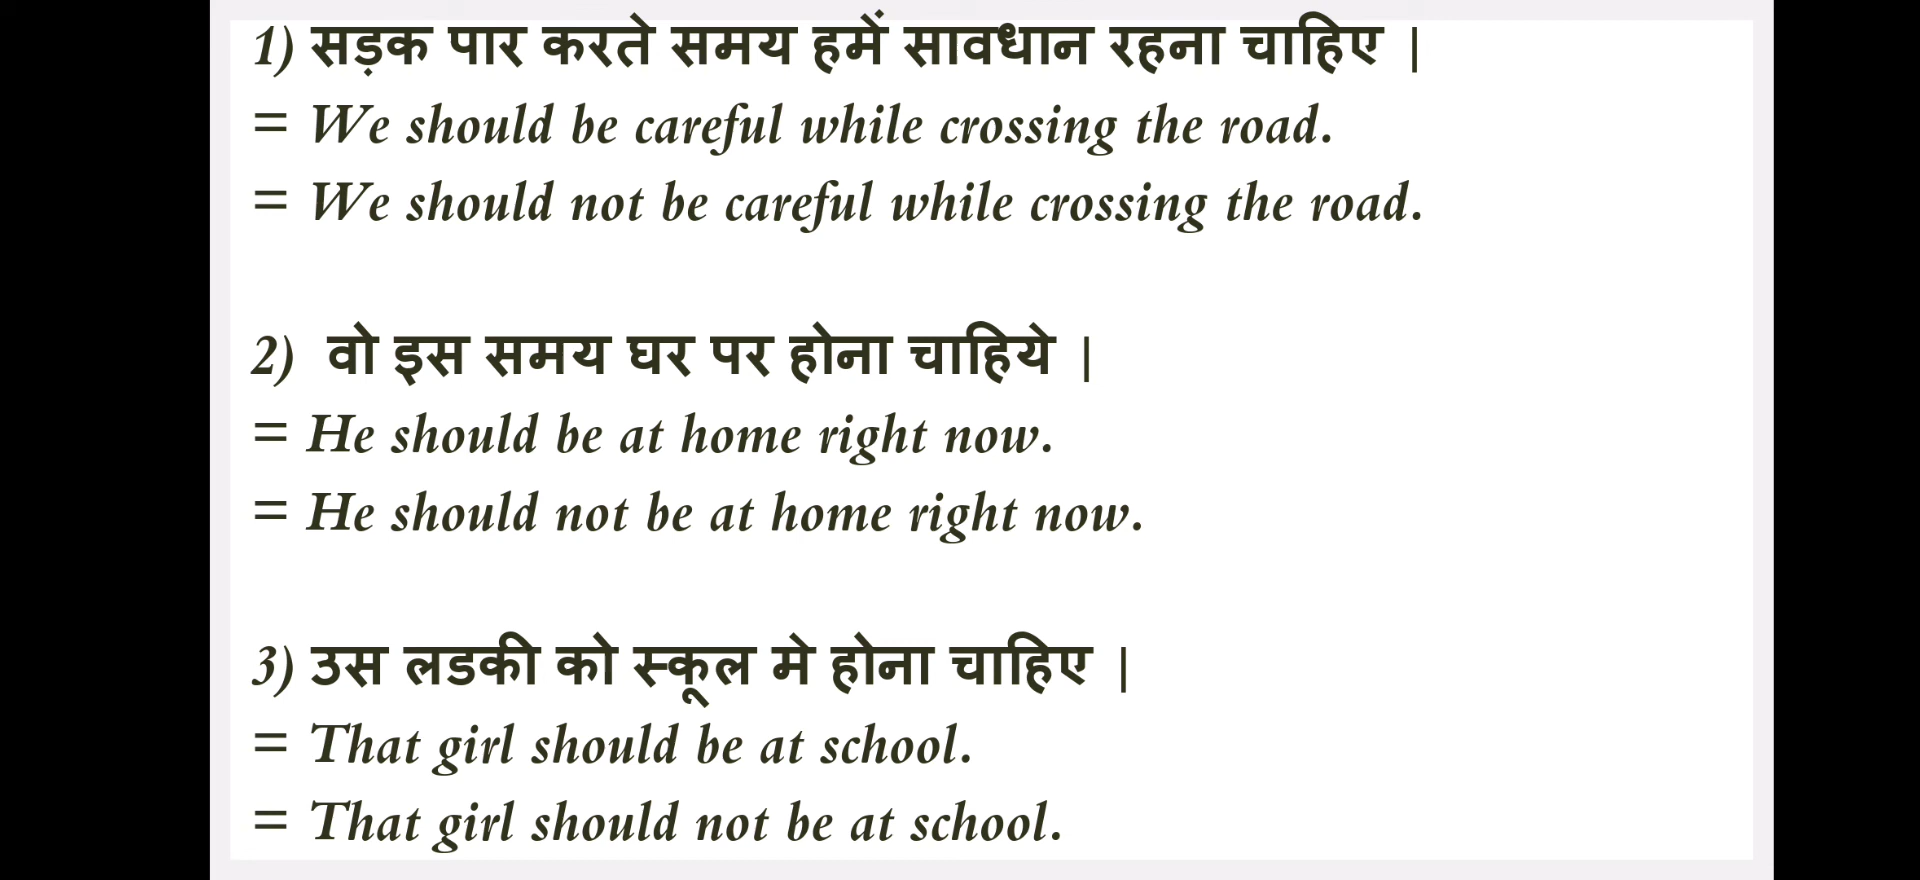 1) सड़क पार करते समय हमें सावधान रहना चाहिए |
= We should be careful while crossing the road.
= We should not be careful while crossing the road.
2) वो इस समय घर पर होना चाहिये |
= He should be at home right now.
= He should not be at home right now.
3) उस लडकी को स्कूल मे होना चाहिए |
= That girl should be at school.
= That girl should not be at school.